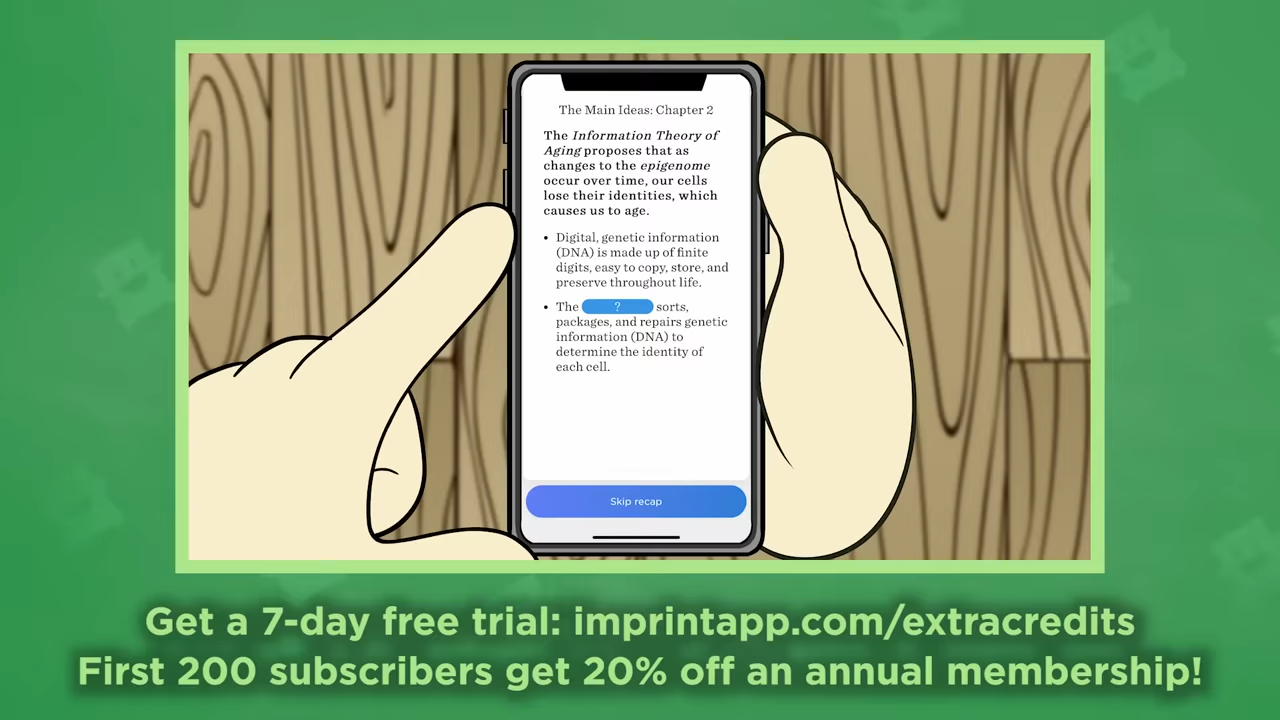 The Main Ideas: Chapter 2
The Information Theory of
Aging proposes that as
changes to the epigenome
occur over time, our cells
lose their identities, which
causes us to age.
• Digital, genetic information
(DNA) is made up of finite
digits, easy to copy, store, and
preserve throughout life.
• The ? sorts,
packages, and repairs genetic
information (DNA) to
determine the identity of
each cell.
Skip recap
Get a 7-day free trial: imprintapp.com/extracredits
First 200 subscribers get 20% off an annual membership!